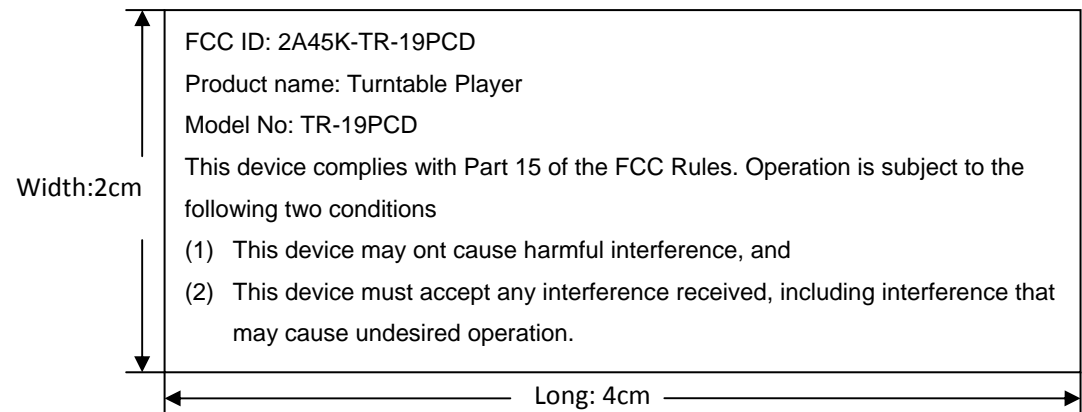 FCC ID: 2A45K-TR-19PCD
Product name: Turntable Player
Model No: TR-19PCD
This device complies with Part 15 of the FCC Rules. Operation is subject to the
following two conditions
(1) This device may ont cause harmful interference, and
(2) This device must accept any interference received, including interference that
may cause undesired operation.
Width:2cm
Long: 4cm